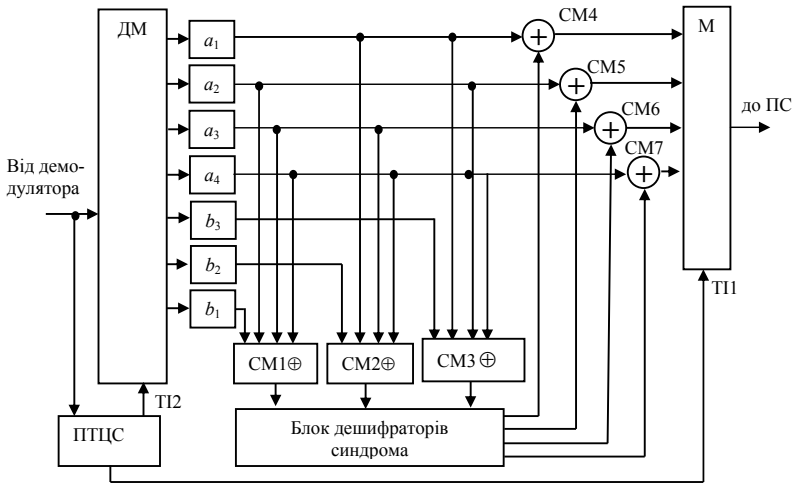 ДМ
СМ4
М
a1
a2
СМ5
a3
СМ6
до ПС
a4
СМ7
Від демо-
дулятора
b3
b2
b1
ТІ1
СМ1⊕
СМ2⊕
СМ3 ⊕
ТІ2
ПТЦС
Блок дешифраторів
синдрома